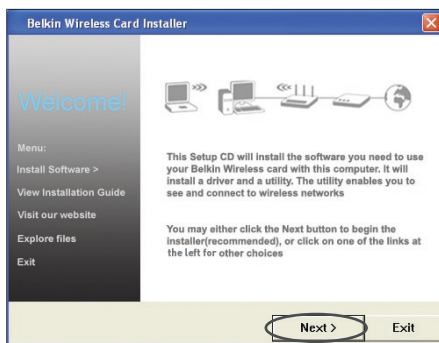 Belkin Wireless Card Installer
Welcome!
Menu:
Install Software >
View Installation Guide
Visit our website
Explore files
Exit
This Setup CD will install the software you need to use
your Belkin Wireless card with this computer. It will
install a driver and a utility. The utility enables you to
see and connect to wireless networks
You may either click the Next button to begin the
installer(recommended), or click on one of the links at
the left for other choices
Next >
Exit